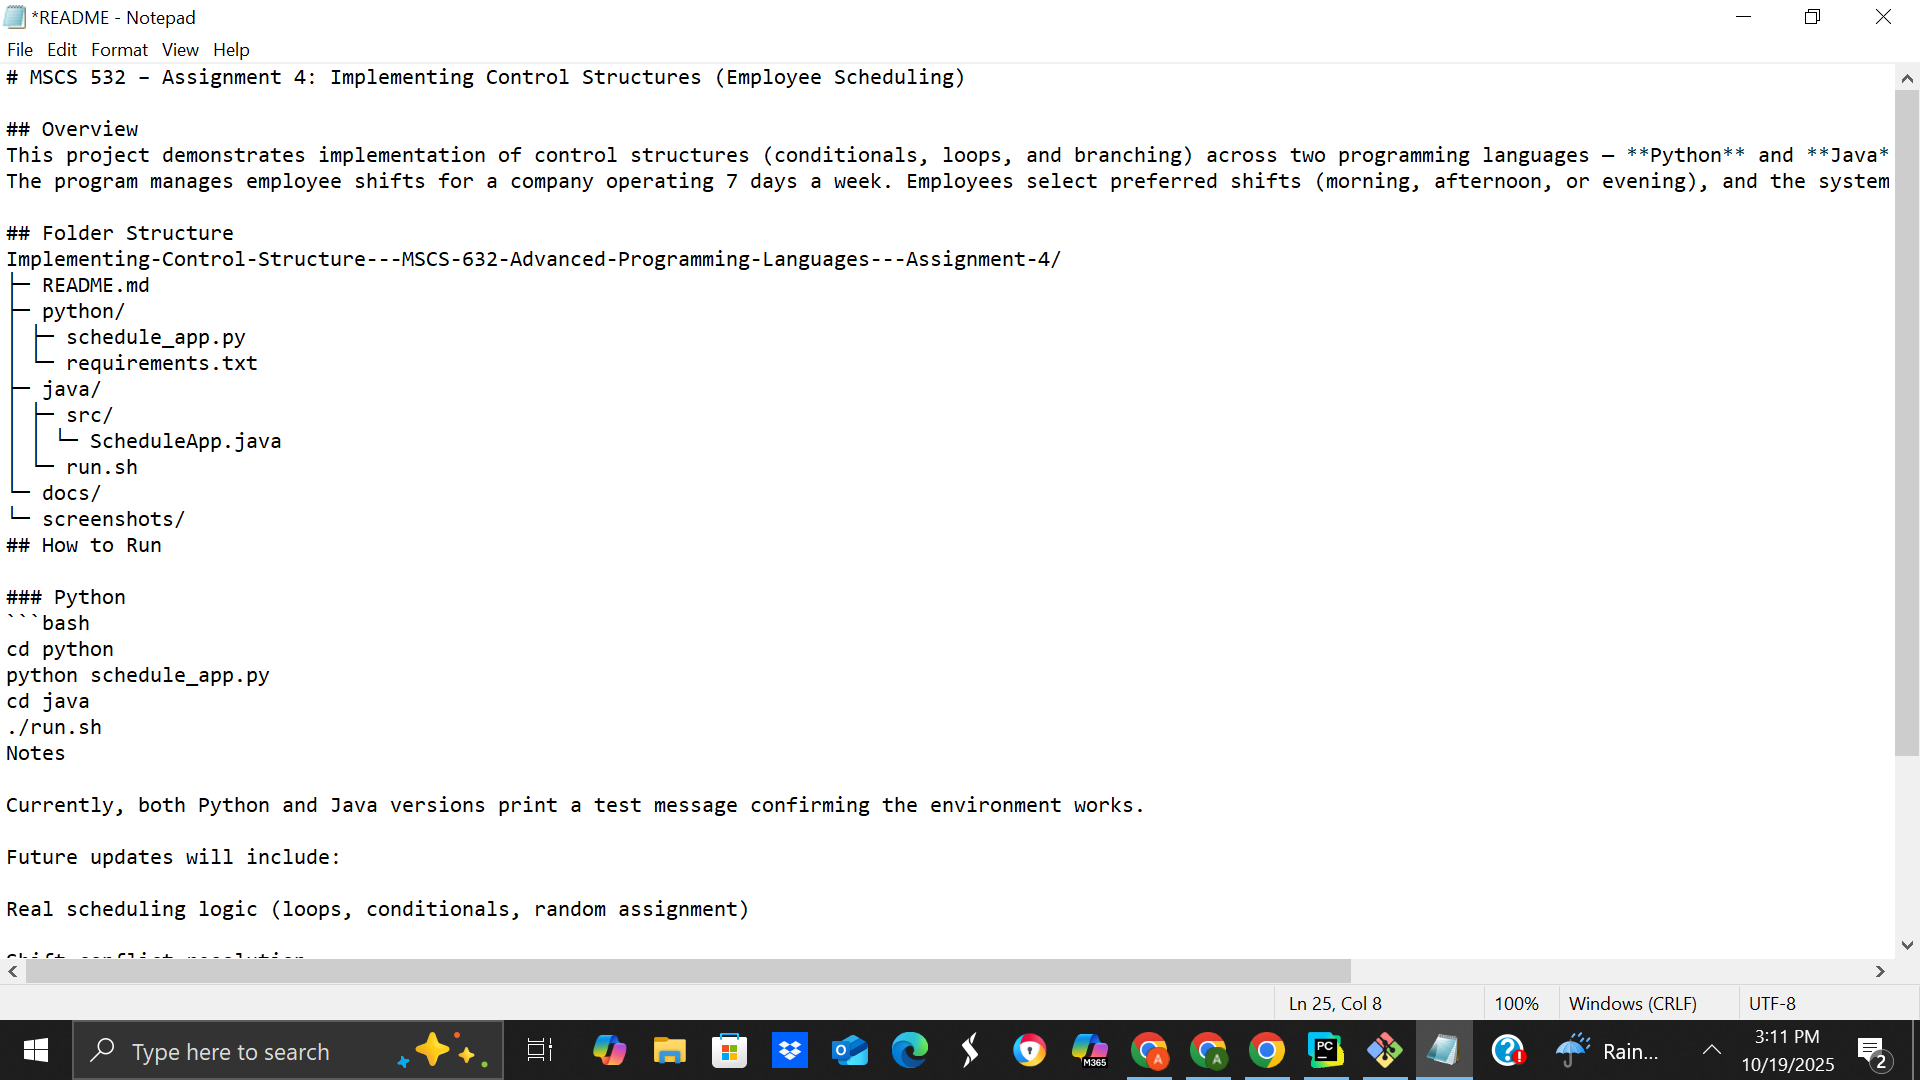 *README - Notepad
File Edit Format View Help
# MSCS 532 – Assignment 4: Implementing Control Structures (Employee Scheduling)
## Overview
This project demonstrates implementation of control structures (conditionals, loops, and branching) across two programming languages — **Python** and **Java*
The program manages employee shifts for a company operating 7 days a week. Employees select preferred shifts (morning, afternoon, or evening), and the system
## Folder Structure
Implementing-Control-Structure---MSCS-632-Advanced-Programming-Languages---Assignment-4/
├─ README.md
├─ python/
│ ├─ schedule_app.py
│ └─ requirements.txt
├─ java/
│ ├─ src/
│ │ └─ ScheduleApp.java
│ └─ run.sh
└─ docs/
└─ screenshots/
## How to Run
### Python
```bash
cd python
python schedule_app.py
cd java
./run.sh
Notes
Currently, both Python and Java versions print a test message confirming the environment works.
Future updates will include:
Real scheduling logic (loops, conditionals, random assignment)
Shift conflict resolution
Ln 25, Col 8
100%
Windows (CRLF)
UTF-8
Type here to search
M365
A
A
PC
Rain...
3:11 PM
10/19/2025
2